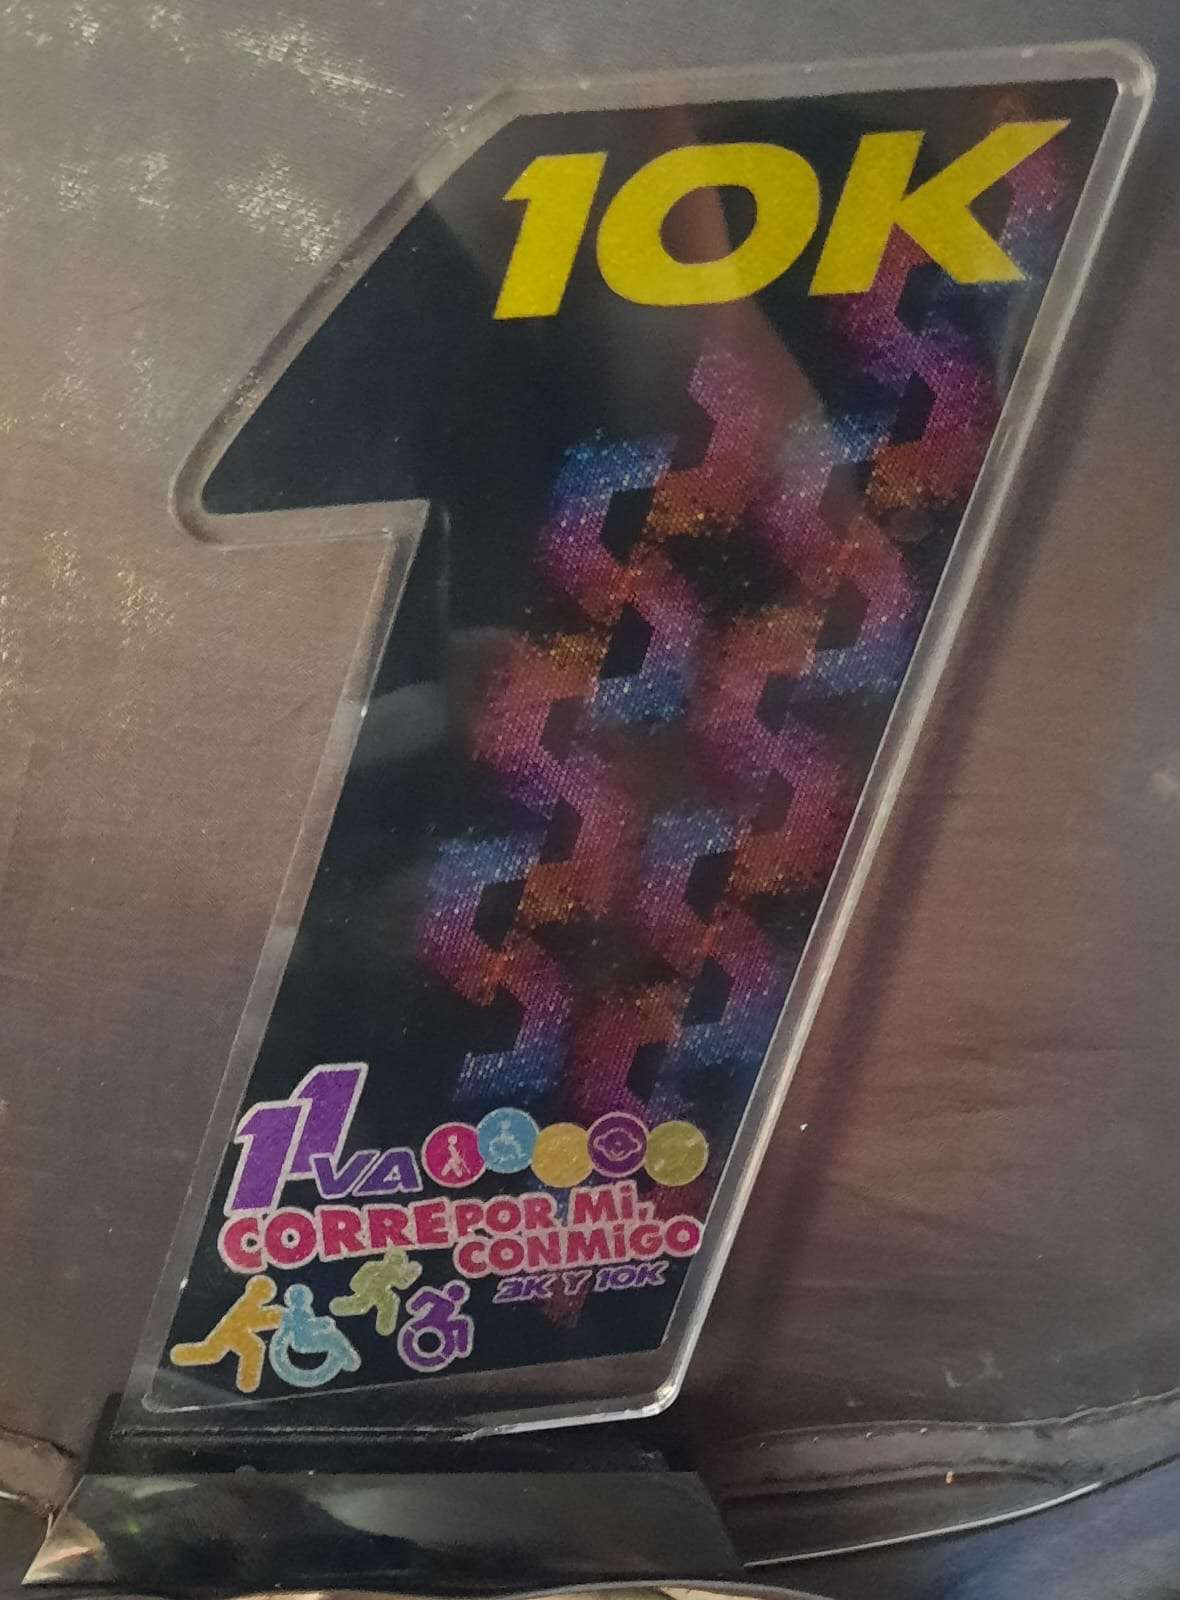 10K
11VA
CORRE POR Mi,
CONMiGO
3K Y 10K